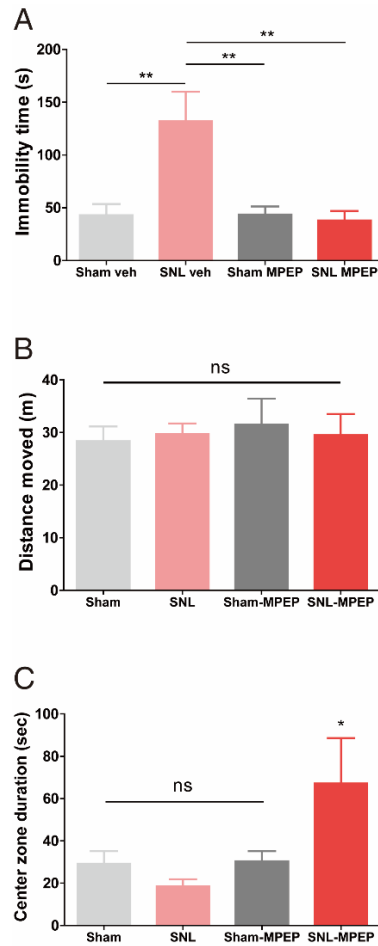 A
Immobility time (s)
200
150
100
50
0
**
**
**
Sham veh SNL veh Sham MPEP SNL MPEP
B
Distance moved (m)
40
30
20
10
0
ns
Sham SNL Sham-MPEP SNL-MPEP
C
Center zone duration (sec)
100
80
60
40
20
0
ns
*
Sham SNL Sham-MPEP SNL-MPEP